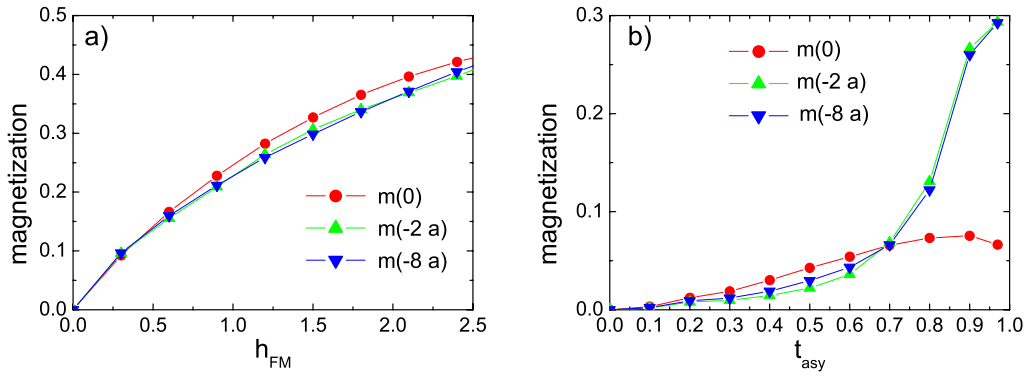 a)
0.5
0.4
0.3
0.2
0.1
0.0
magnetization
m(0)
m(-2 a)
m(-8 a)
0.0 0.5 1.0 1.5 2.0 2.5
h_FM
b)
0.3
0.2
0.1
0.0
magnetization
m(0)
m(-2 a)
m(-8 a)
0.0 0.1 0.2 0.3 0.4 0.5 0.6 0.7 0.8 0.9 1.0
t_asy